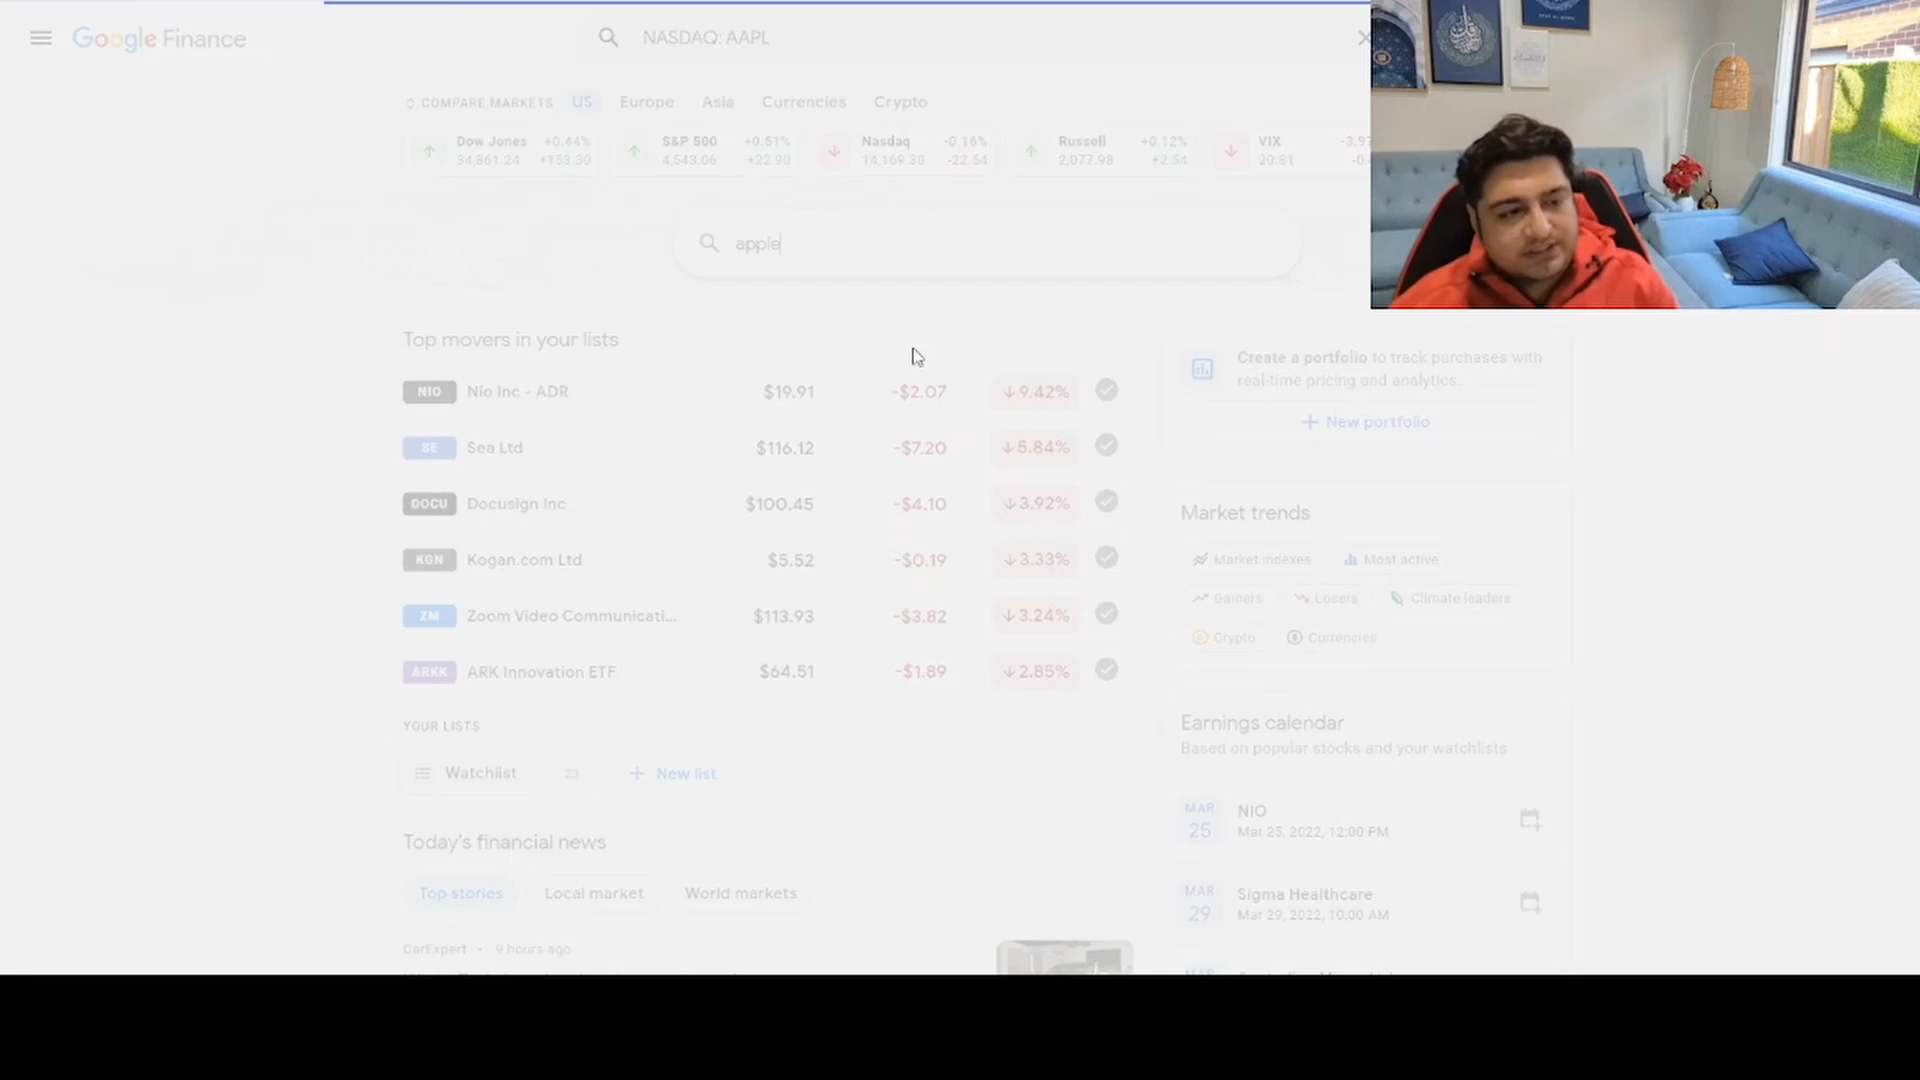 Google Finance
NASDAQ: AAPL
COMPARE MARKETS US Europe Asia Currencies Crypto
Dow Jones +0.44%
34,861.24 +153.30
S&P 500 +0.51%
4,543.06 +22.90
Nasdaq -0.16%
14,169.30 -22.54
Russell +0.12%
2,077.98 +2.54
VIX -3.97
20.81
apple
Top movers in your lists
NIO Nio Inc - ADR $19.91 -$2.07 9.42%
SE Sea Ltd $116.12 -$7.20 5.84%
DOCU Docusign Inc $100.45 -$4.10 3.92%
KGN Kogan.com Ltd $5.52 -$0.19 3.33%
ZM Zoom Video Communicati... $113.93 -$3.82 3.24%
ARKK ARK Innovation ETF $64.51 -$1.89 2.85%
YOUR LISTS
Watchlist 23 + New list
Today's financial news
Top stories Local market World markets
CarExpert • 9 hours ago
Create a portfolio to track purchases with
real-time pricing and analytics.
+ New portfolio
Market trends
Market indexes Most active
Gainers Losers Climate leaders
Crypto Currencies
Earnings calendar
Based on popular stocks and your watchlists
MAR
25
NIO
Mar 25, 2022, 12:00 PM
MAR
29
Sigma Healthcare
Mar 29, 2022, 10:00 AM